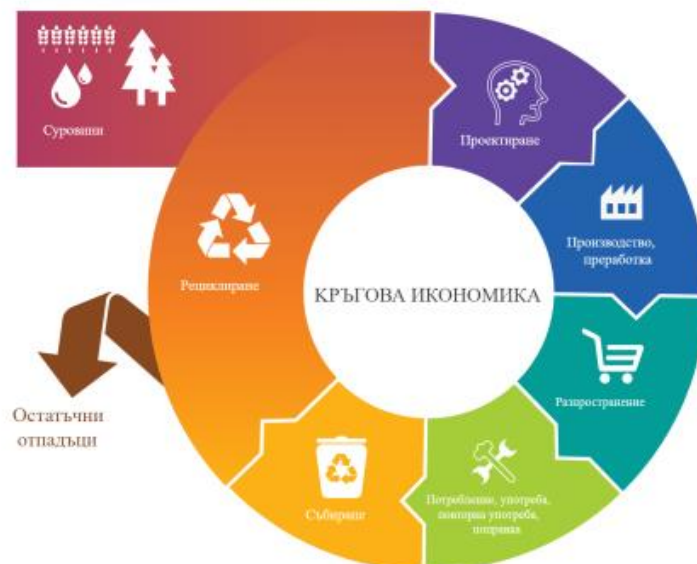 Суровини
Проектиране
Производство,
преработка
Рециклиране
КРЪГОВА ИКОНОМИКА
Разпространение
Остатъчни
отпадъци
Събиране
Потребление, употреба,
повторна употреба,
поправка